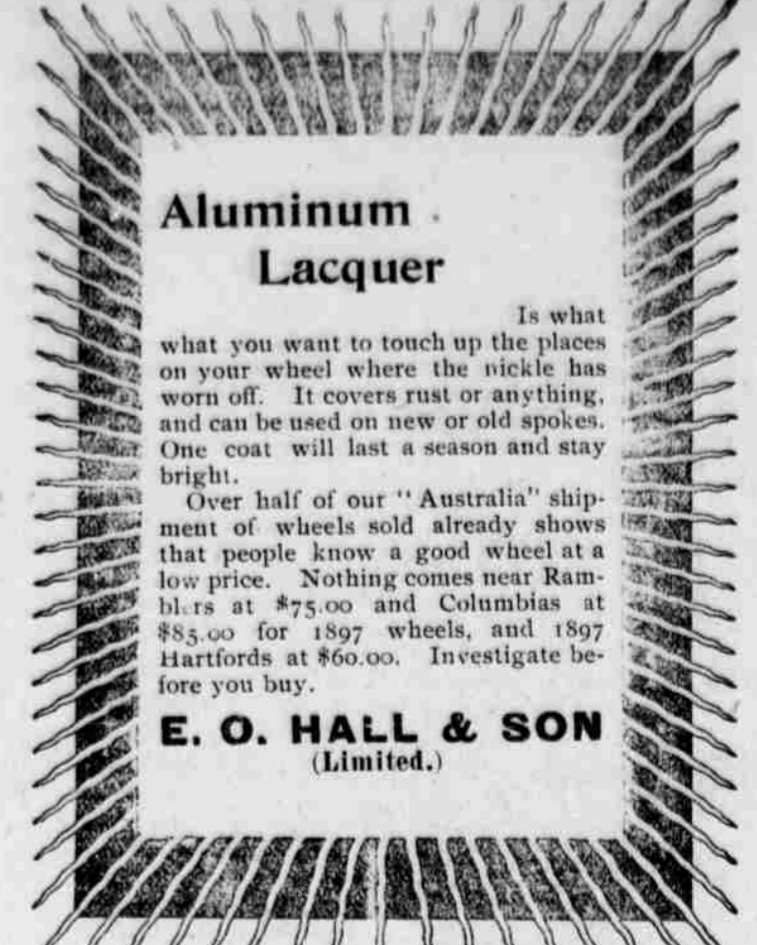 Aluminum
Lacquer
Is what
what you want to touch up the places
on your wheel where the nickle has
worn off. It covers rust or anything,
and can be used on new or old spokes.
One coat will last a season and stay
bright.
Over half of our "Australia" ship-
ment of wheels sold already shows
that people know a good wheel at a
low price. Nothing comes near Ram-
blers at $75.00 and Columbias at
$85.00 for 1897 wheels, and 1897
Hartfords at $60.00. Investigate be-
fore you buy.
E. O. HALL & SON
(Limited.)